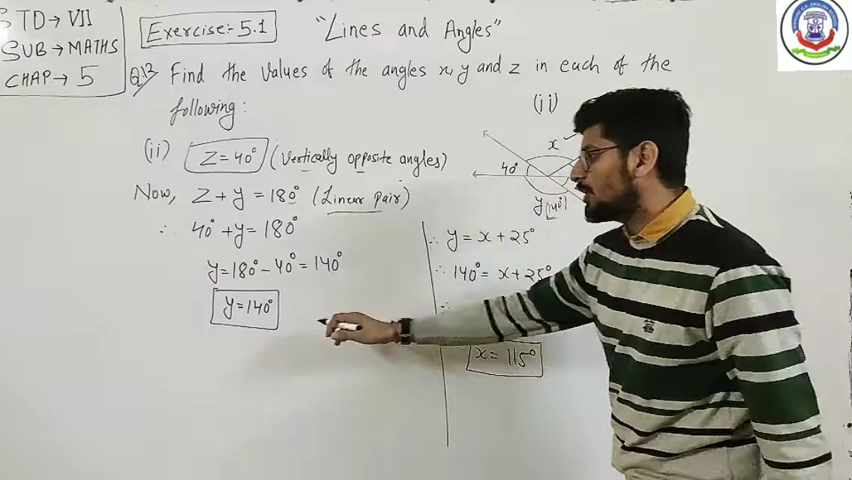 STD → VII
SUB → MATHS
CHAP → 5
Exercise:- 5.1
"Lines and Angles"
Q12 Find the Values of the angles x, y and z in each of the
following:
(ii)
x
40°
y (140°)
(ii) Z = 40° (Vertically opposite angles)
Now, Z + y = 180° (Linear pair)
∴ 40° + y = 180°
y = 180° - 40° = 140°
y = 140°
∴ y = x + 25°
∴ 140° = x + 25°
∴
x = 115°